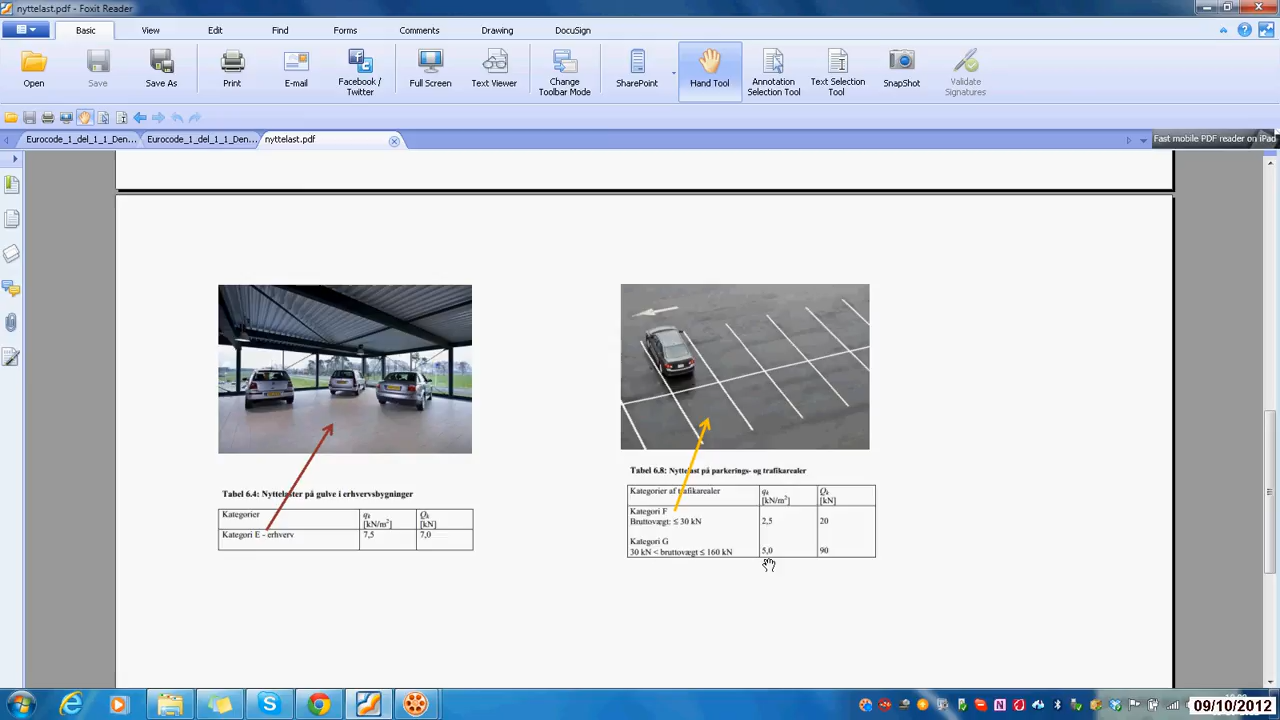 nyttelast.pdf - Foxit Reader
Basic
View
Edit
Find
Forms
Comments
Drawing
DocuSign
Open
Save
Save As
Print
E-mail
Facebook /
Twitter
Full Screen
Text Viewer
Change
Toolbar Mode
SharePoint
Hand Tool
Annotation
Selection Tool
Text Selection
Tool
SnapShot
Validate
Signatures
Eurocode_1_del_1_1_Den...
Eurocode_1_del_1_1_Den...
nyttelast.pdf
Fast mobile PDF reader on iPad
Tabel 6.4: Nyttelaster på gulve i erhvervsbygninger
Kategorier qk [kN/m²] Qk [kN]
Kategori E - erhverv 7,5 7,0
Tabel 6.8: Nyttelast på parkerings- og trafikarealer
Kategorier af trafikarealer qk [kN/m²] Qk [kN]
Kategori F
Bruttovægt: ≤ 30 kN 2,5 20
Kategori G
30 kN < bruttovægt ≤ 160 kN 5,0 90
09/10/2012